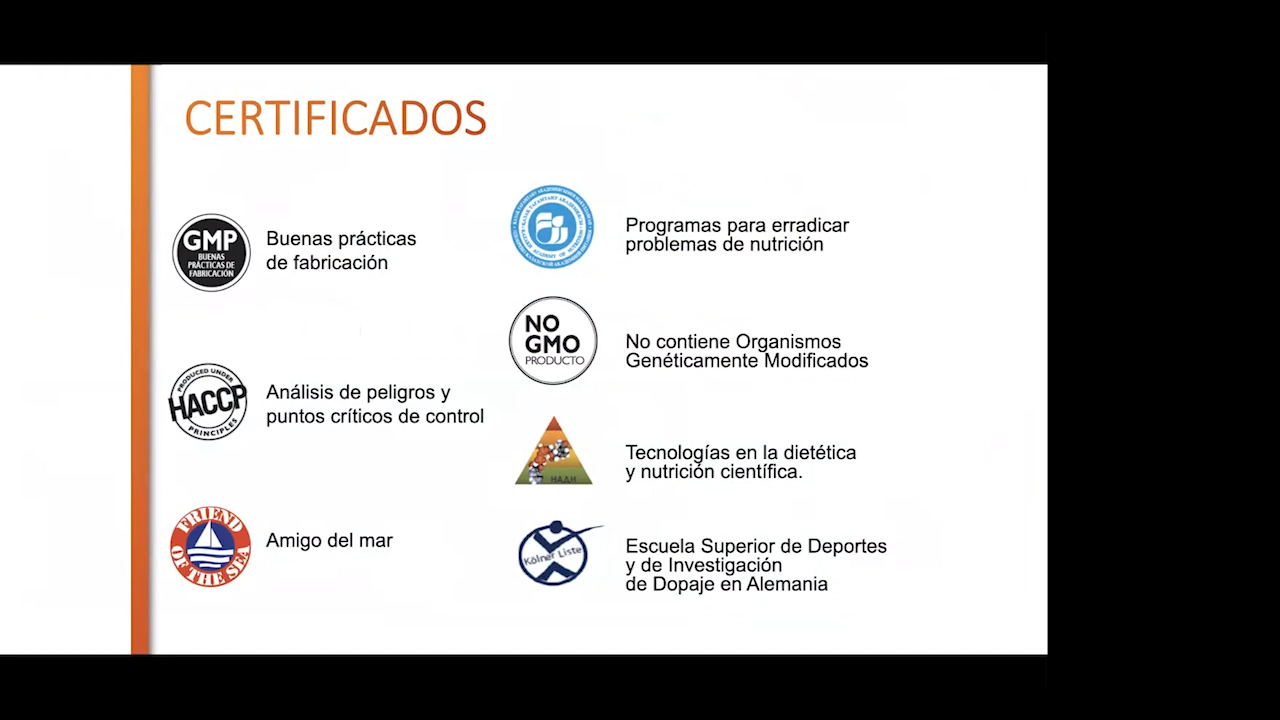 CERTIFICADOS
GMP
BUENAS
PRÁCTICAS DE
FABRICACIÓN
Buenas prácticas
de fabricación
PRODUCED UNDER
HACCP
PRINCIPLES
Análisis de peligros y
puntos críticos de control
FRIEND
OF THE SEA
Amigo del mar
Programas para erradicar
problemas de nutrición
NO
GMO
PRODUCTO
No contiene Organismos
Genéticamente Modificados
НАДН
Tecnologías en la dietética
y nutrición científica.
Kölner Liste
Escuela Superior de Deportes
y de Investigación
de Dopaje en Alemania